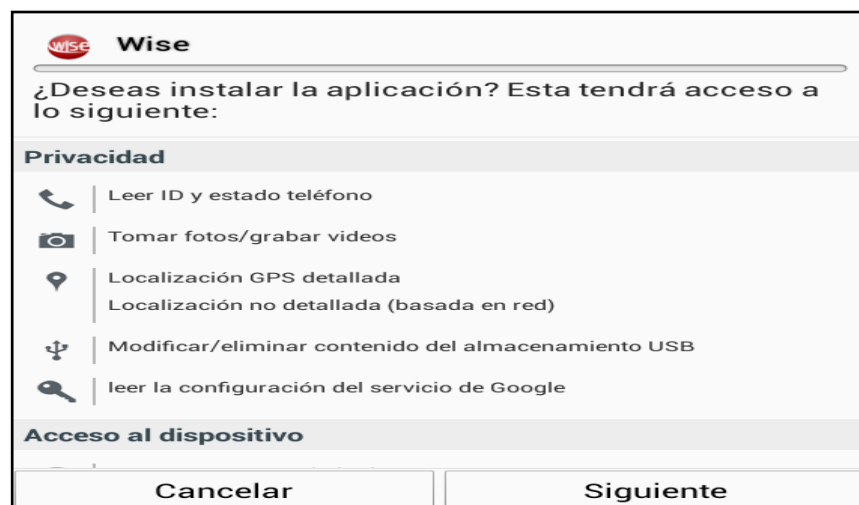 wise Wise
¿Deseas instalar la aplicación? Esta tendrá acceso a
lo siguiente:
Privacidad
Leer ID y estado teléfono
Tomar fotos/grabar videos
Localización GPS detallada
Localización no detallada (basada en red)
Modificar/eliminar contenido del almacenamiento USB
leer la configuración del servicio de Google
Acceso al dispositivo
Cancelar Siguiente